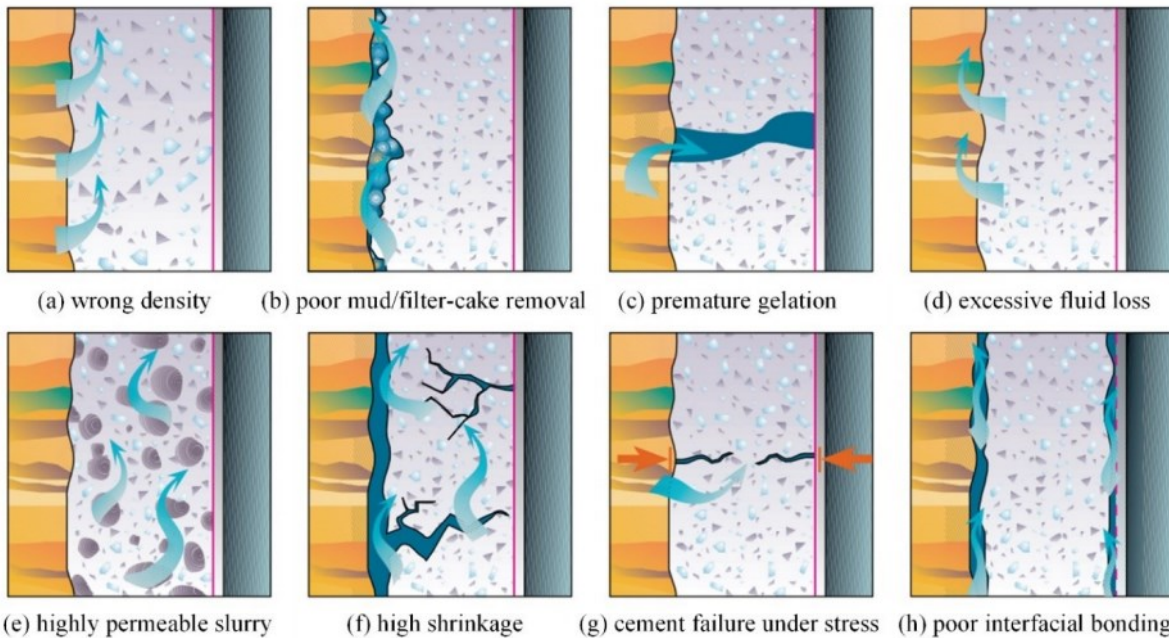 (a) wrong density
(b) poor mud/filter-cake removal
(c) premature gelation
(d) excessive fluid loss
(e) highly permeable slurry
(f) high shrinkage
(g) cement failure under stress
(h) poor interfacial bonding